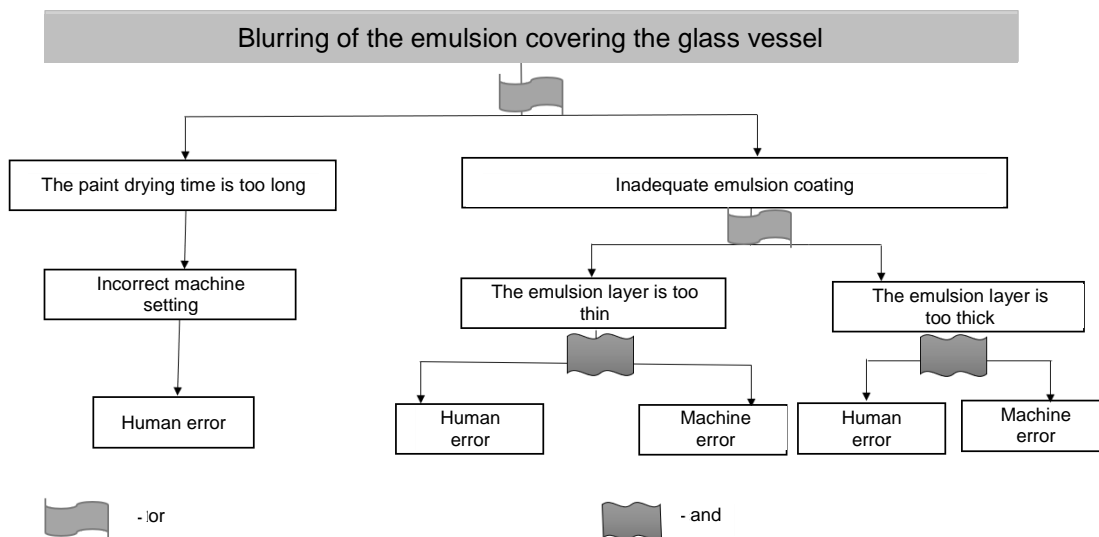 Blurring of the emulsion covering the glass vessel
The paint drying time is too long
Inadequate emulsion coating
Incorrect machine
setting
The emulsion layer is too
thin
The emulsion layer is
too thick
Human error
Human
error
Machine
error
Human
error
Machine
error
- or
- and